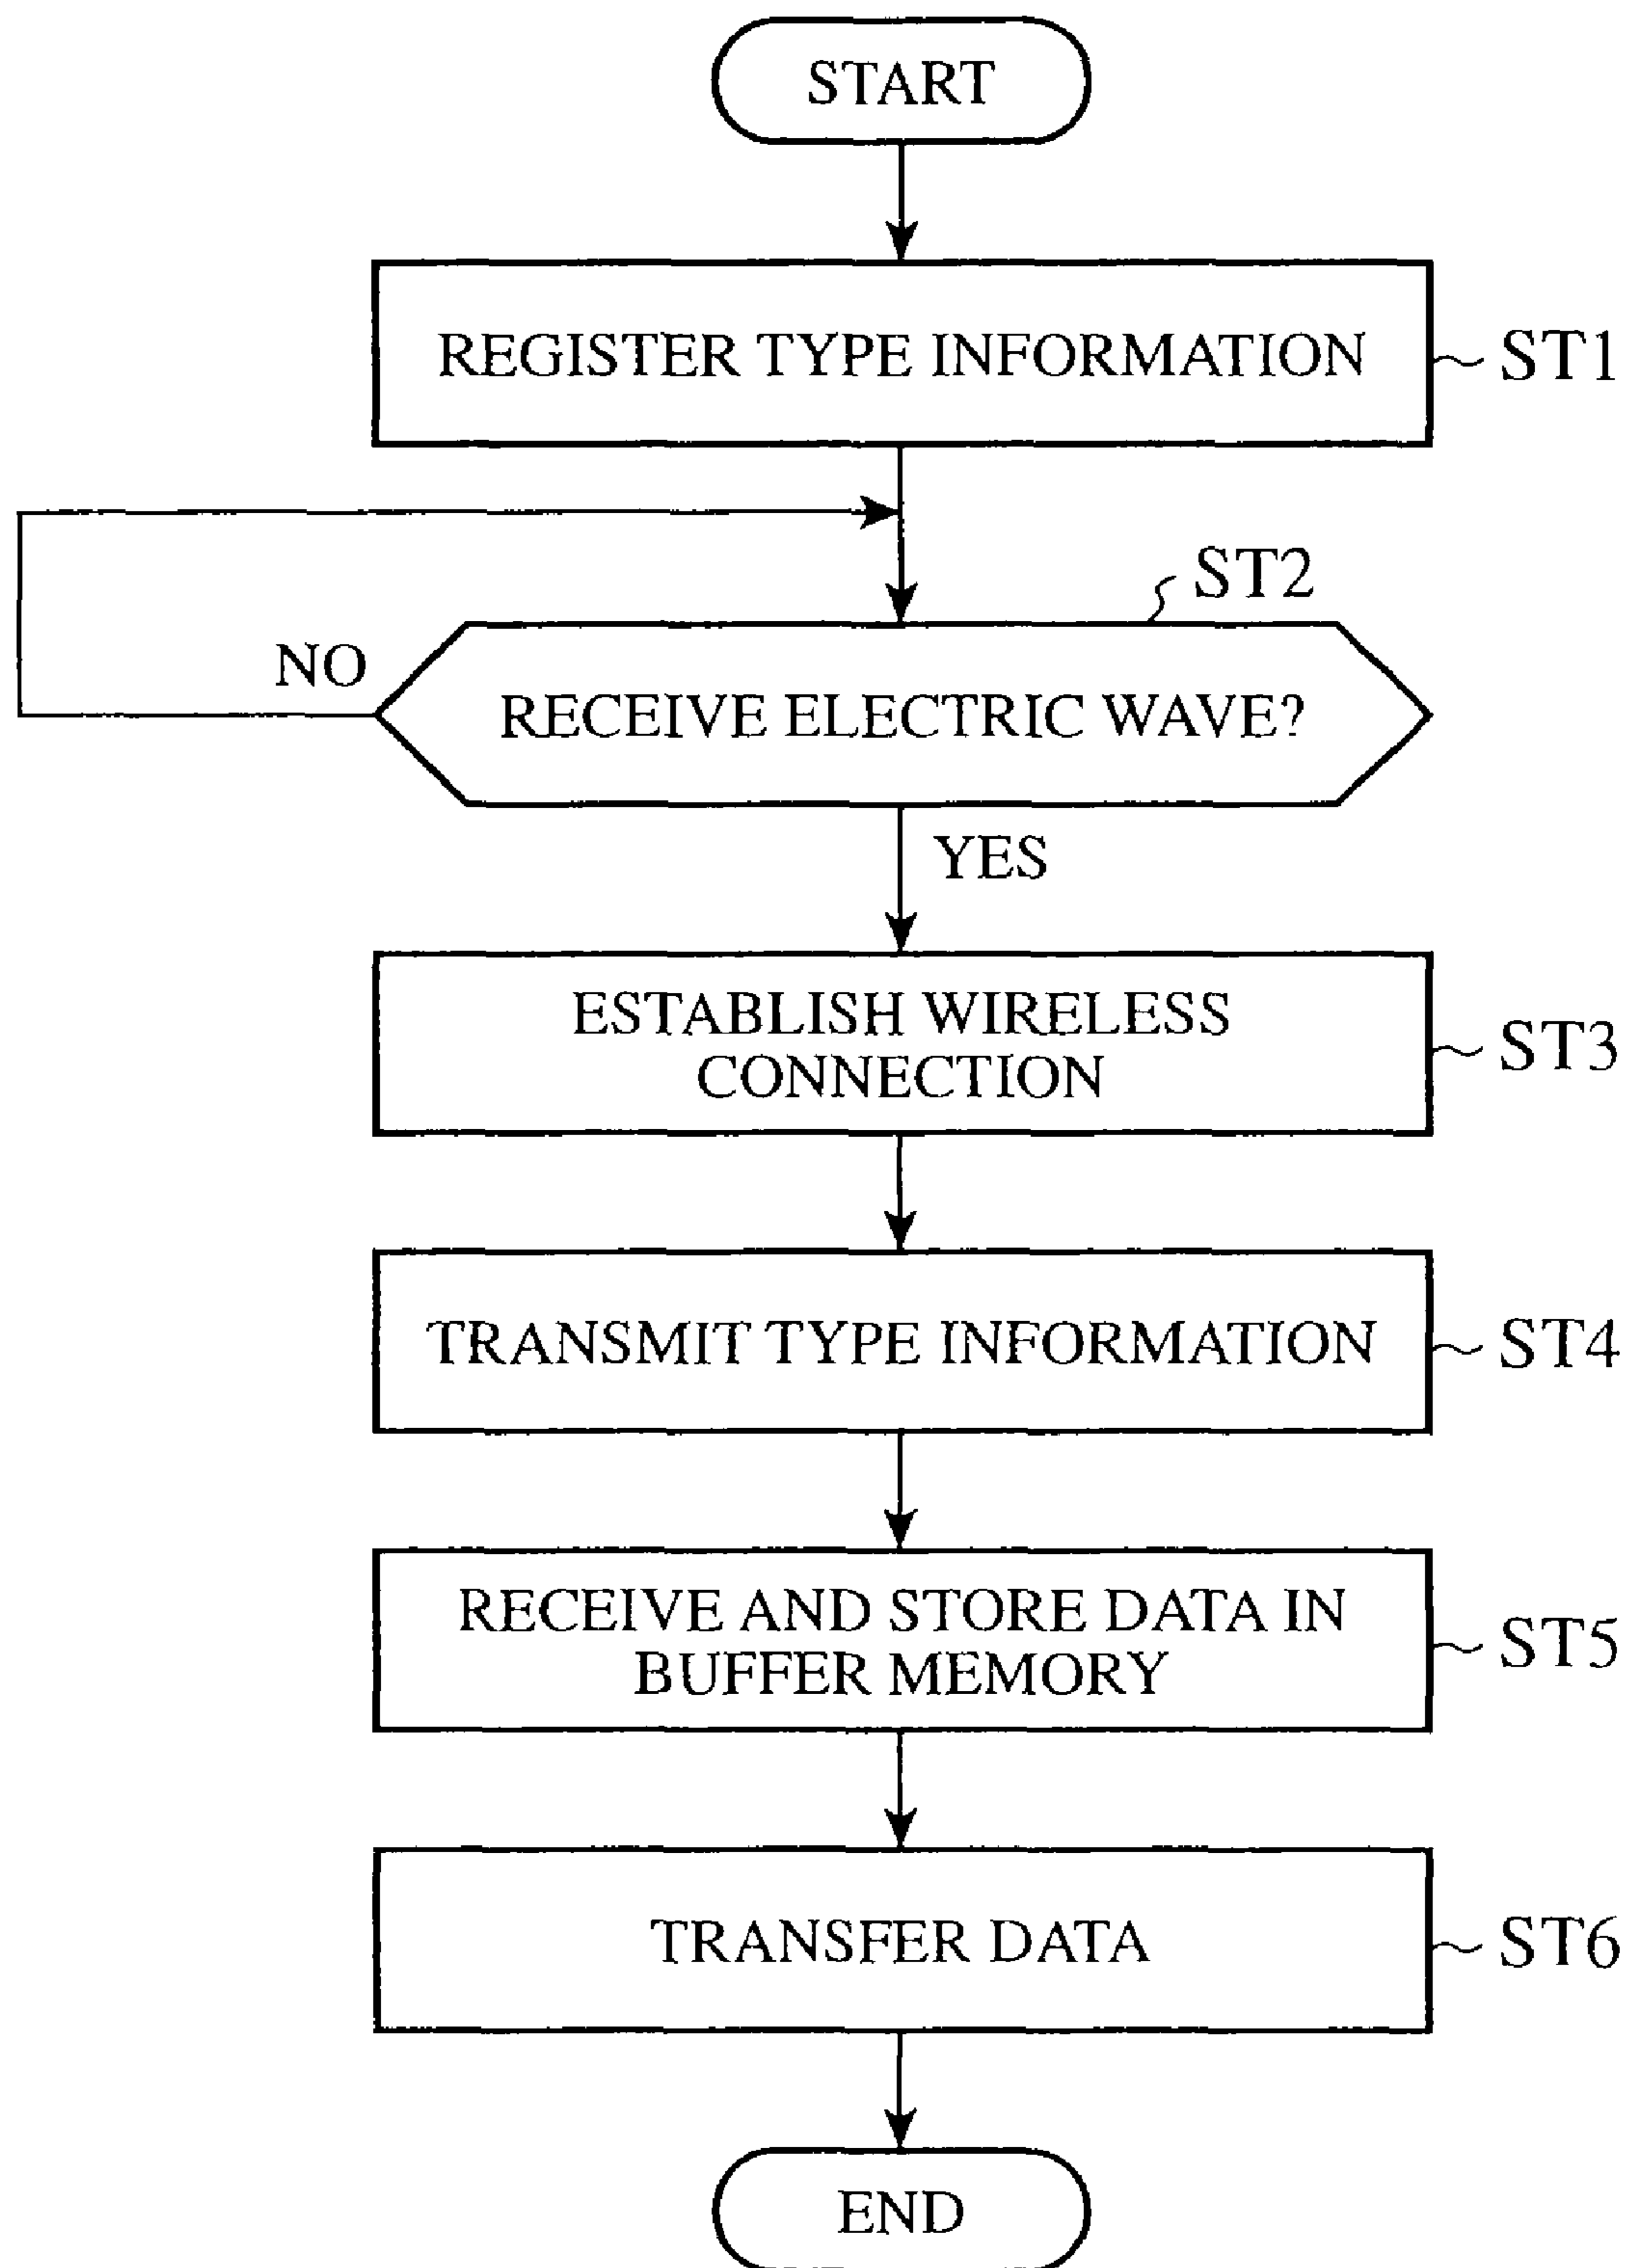 START
REGISTER TYPE INFORMATION
ST1
ST2
NO
RECEIVE ELECTRIC WAVE?
YES
ESTABLISH WIRELESS
CONNECTION
ST3
TRANSMIT TYPE INFORMATION
ST4
RECEIVE AND STORE DATA IN
BUFFER MEMORY
ST5
TRANSFER DATA
ST6
END